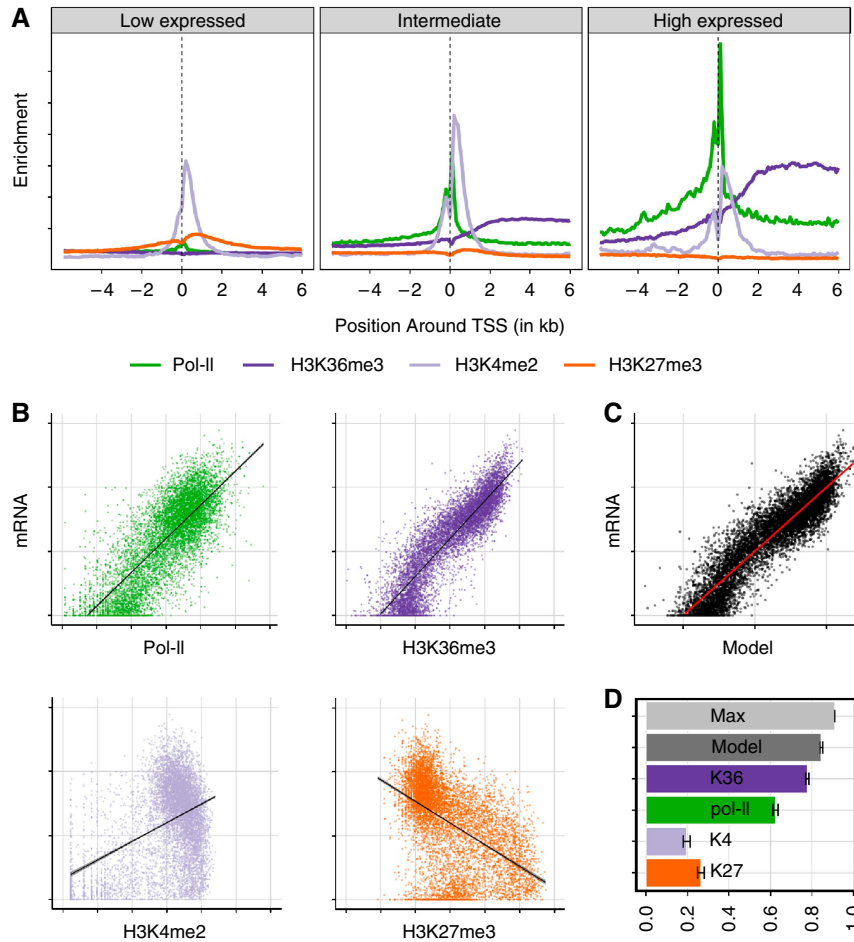 A
Low expressed Intermediate High expressed
Enrichment
−4 −2 0 2 4 6 −4 −2 0 2 4 6 −4 −2 0 2 4 6
Position Around TSS (in kb)
Pol-II H3K36me3 H3K4me2 H3K27me3
B
mRNA
Pol-II
H3K36me3
C
mRNA
Model
H3K4me2
H3K27me3
D
Max
Model
K36
pol-II
K4
K27
0.0 0.2 0.4 0.6 0.8 1.0